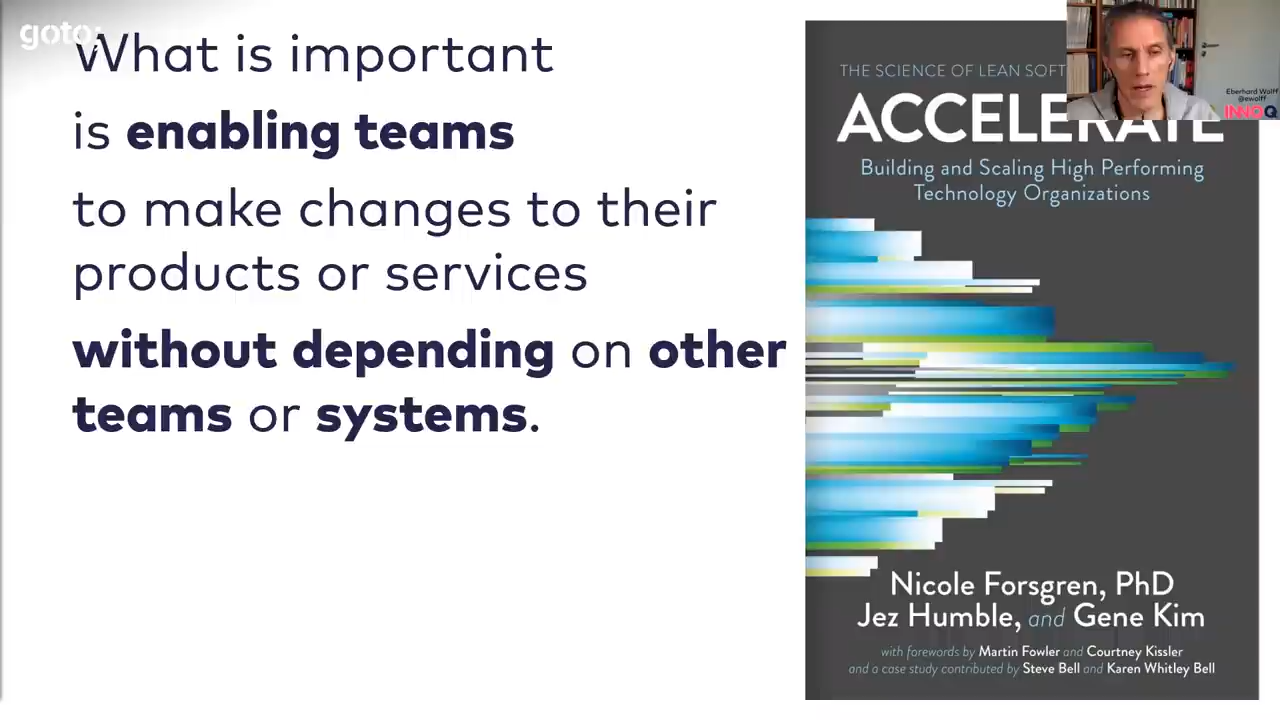 goto;
What is important
is enabling teams
to make changes to their
products or services
without depending on other
teams or systems.
THE SCIENCE OF LEAN
ACCELERATE
Building and Scaling High Performing
Technology Organizations
Nicole Forsgren, PhD
Jez Humble, and Gene Kim
with forewords by Martin Fowler and Courtney Kissler
and a case study contributed by Steve Bell and Karen Whitley Bell
Eberhard Wolff
@ewolff
INNOQ